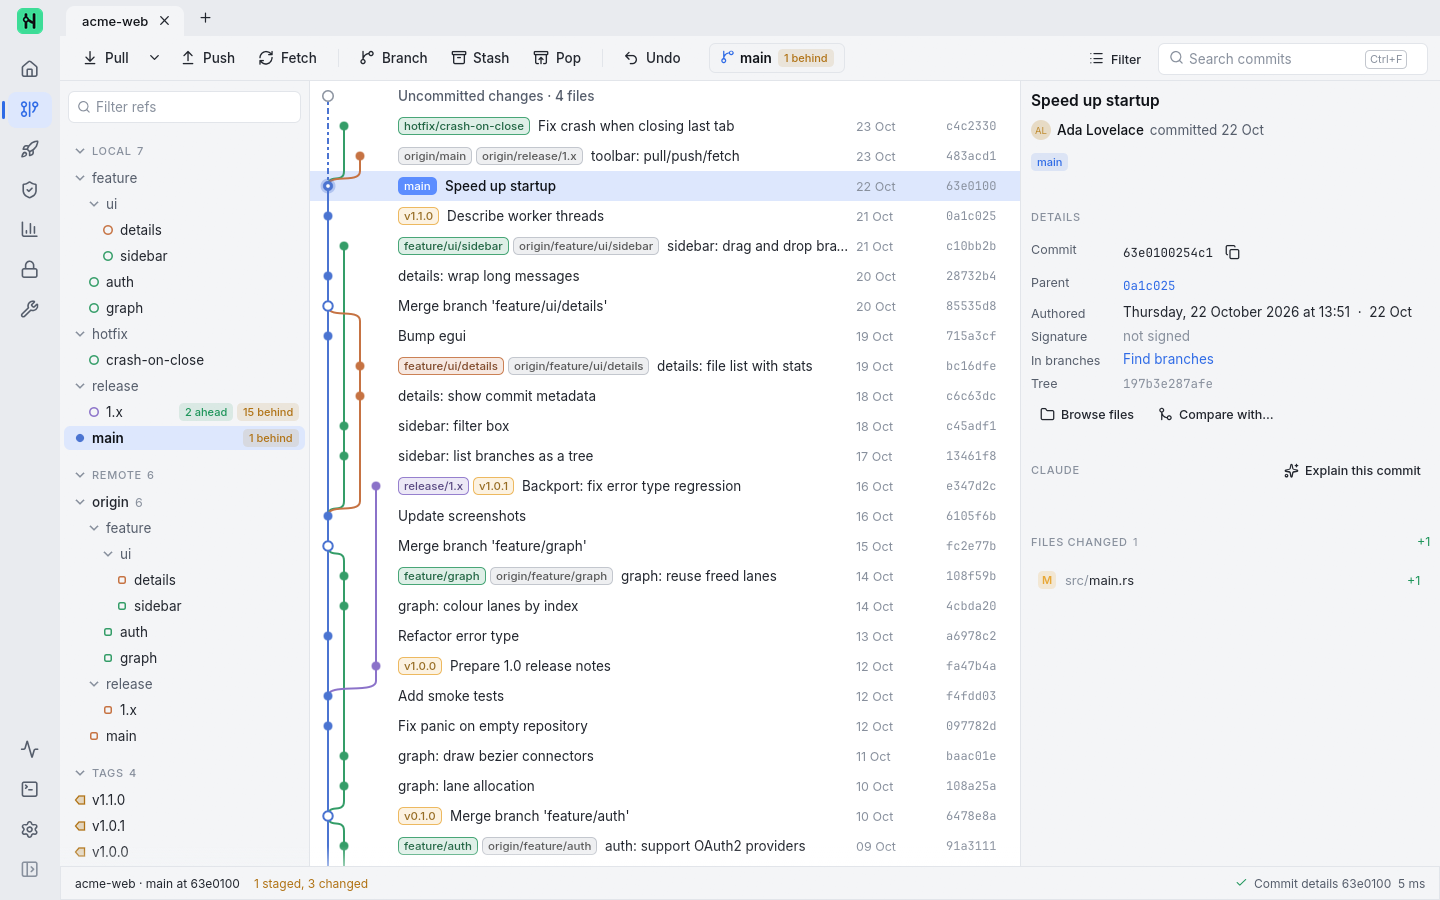 acme-web
Pull
Push
Fetch
Branch
Stash
Pop
Undo
main 1 behind
Filter
Search commits Ctrl+F
Filter refs
LOCAL 7
feature
ui
details
sidebar
auth
graph
hotfix
crash-on-close
release
1.x 2 ahead 15 behind
main 1 behind
REMOTE 6
origin 6
feature
ui
details
sidebar
auth
graph
release
1.x
main
TAGS 4
v1.1.0
v1.0.1
v1.0.0
Uncommitted changes · 4 files
hotfix/crash-on-close Fix crash when closing last tab 23 Oct c4c2330
origin/main origin/release/1.x toolbar: pull/push/fetch 23 Oct 483acd1
main Speed up startup 22 Oct 63e0100
v1.1.0 Describe worker threads 21 Oct 0a1c025
feature/ui/sidebar origin/feature/ui/sidebar sidebar: drag and drop bra... 21 Oct c10bb2b
details: wrap long messages 20 Oct 28732b4
Merge branch 'feature/ui/details' 20 Oct 85535d8
Bump egui 19 Oct 715a3cf
feature/ui/details origin/feature/ui/details details: file list with stats 19 Oct bc16dfe
details: show commit metadata 18 Oct c6c63dc
sidebar: filter box 18 Oct c45adf1
sidebar: list branches as a tree 17 Oct 13461f8
release/1.x v1.0.1 Backport: fix error type regression 16 Oct e347d2c
Update screenshots 16 Oct 6105f6b
Merge branch 'feature/graph' 15 Oct fc2e77b
feature/graph origin/feature/graph graph: reuse freed lanes 14 Oct 108f59b
graph: colour lanes by index 14 Oct 4cbda20
Refactor error type 13 Oct a6978c2
v1.0.0 Prepare 1.0 release notes 12 Oct fa47b4a
Add smoke tests 12 Oct f4fdd03
Fix panic on empty repository 12 Oct 097782d
graph: draw bezier connectors 11 Oct baac01e
graph: lane allocation 10 Oct 108a25a
v0.1.0 Merge branch 'feature/auth' 10 Oct 6478e8a
feature/auth origin/feature/auth auth: support OAuth2 providers 09 Oct 91a3111
Speed up startup
AL Ada Lovelace committed 22 Oct
main
DETAILS
Commit 63e0100254c1
Parent 0a1c025
Authored Thursday, 22 October 2026 at 13:51 · 22 Oct
Signature not signed
In branches Find branches
Tree 197b3e287afe
Browse files Compare with...
CLAUDE Explain this commit
FILES CHANGED 1 +1
M src/main.rs +1
acme-web · main at 63e0100 1 staged, 3 changed
Commit details 63e0100 5 ms